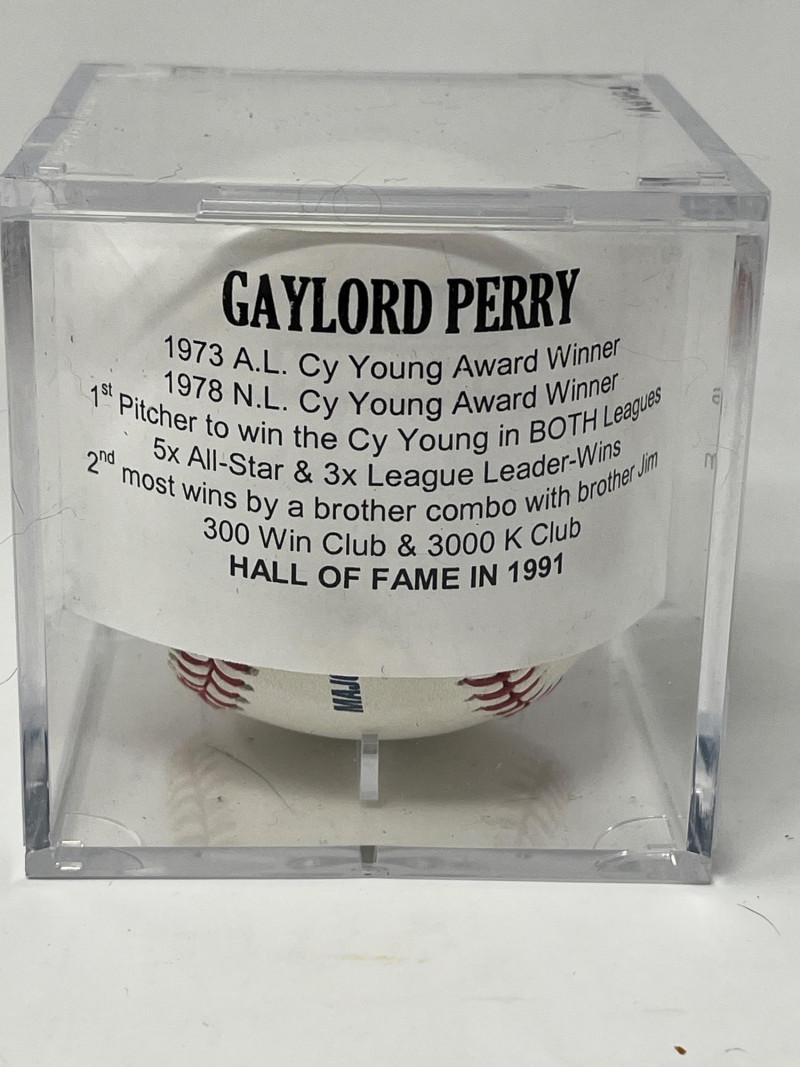 GAYLORD PERRY
1973 A.L. Cy Young Award Winner
1978 N.L. Cy Young Award Winner
1st Pitcher to win the Cy Young in BOTH Leagues
5x All-Star & 3x League Leader-Wins
2nd most wins by a brother combo with brother Jim
300 Win Club & 3000 K Club
HALL OF FAME IN 1991